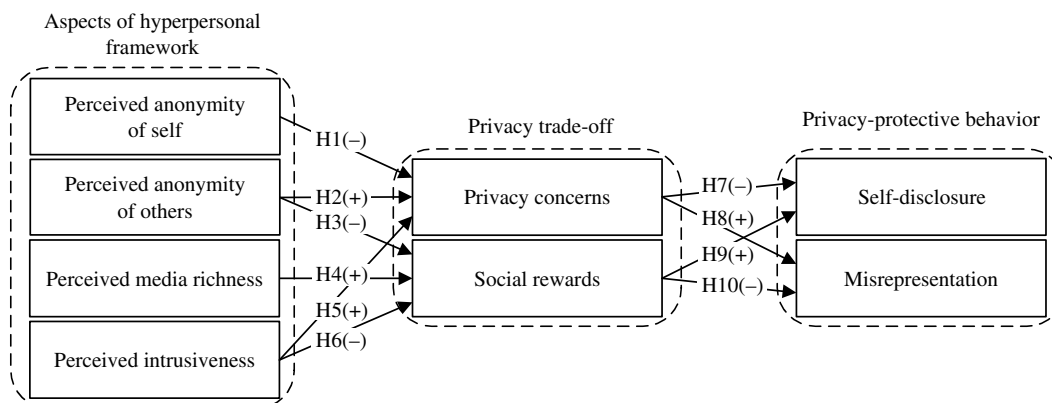 Aspects of hyperpersonal
framework
Perceived anonymity
of self
Perceived anonymity
of others
Perceived media richness
Perceived intrusiveness
H1(–)
H2(+)
H3(–)
H4(+)
H5(+)
H6(–)
Privacy trade-off
Privacy concerns
Social rewards
H7(–)
H8(+)
H9(+)
H10(–)
Privacy-protective behavior
Self-disclosure
Misrepresentation